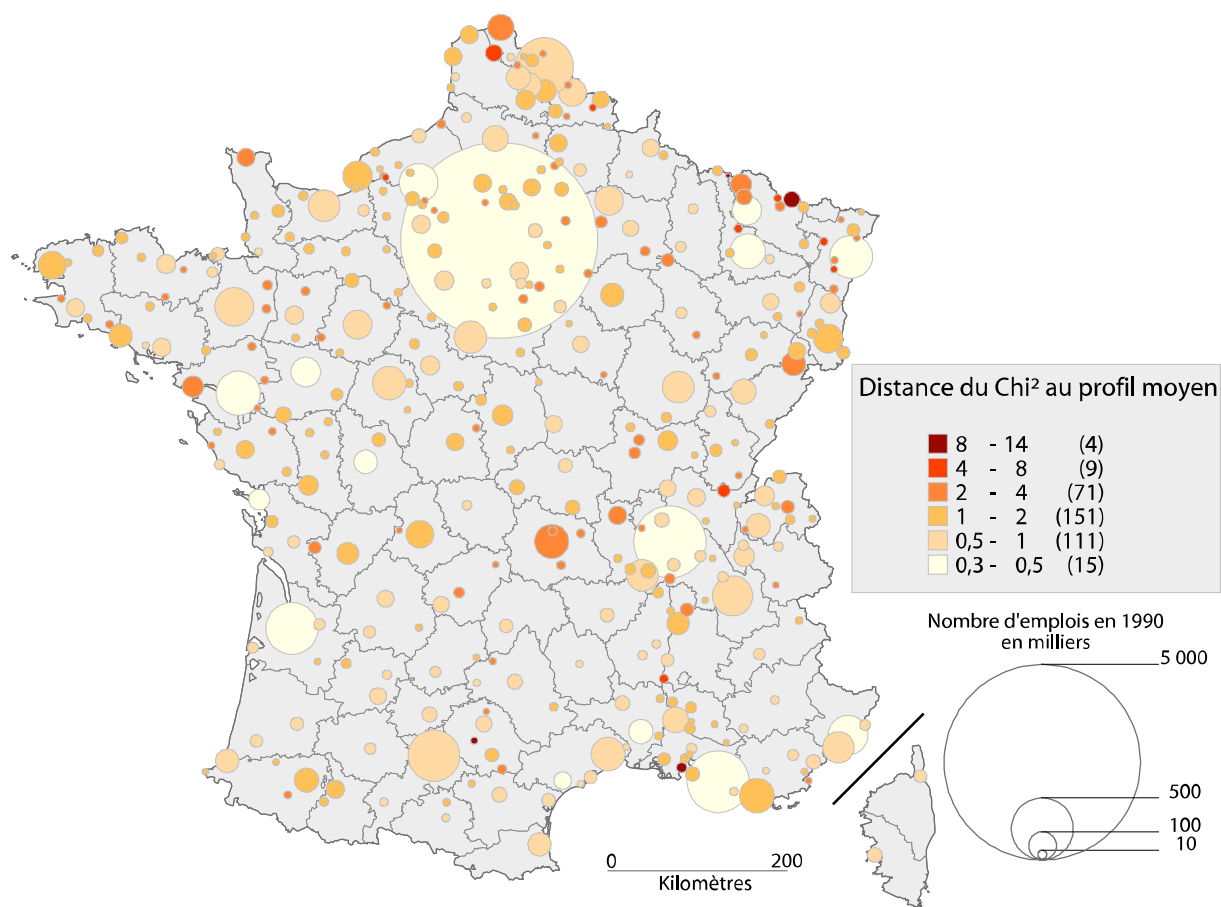 Distance du Chi² au profil moyen
8 - 14 (4)
4 - 8 (9)
2 - 4 (71)
1 - 2 (151)
0,5 - 1 (111)
0,3 - 0,5 (15)
Nombre d'emplois en 1990
en milliers
5 000
500
100
10
0 200
Kilomètres